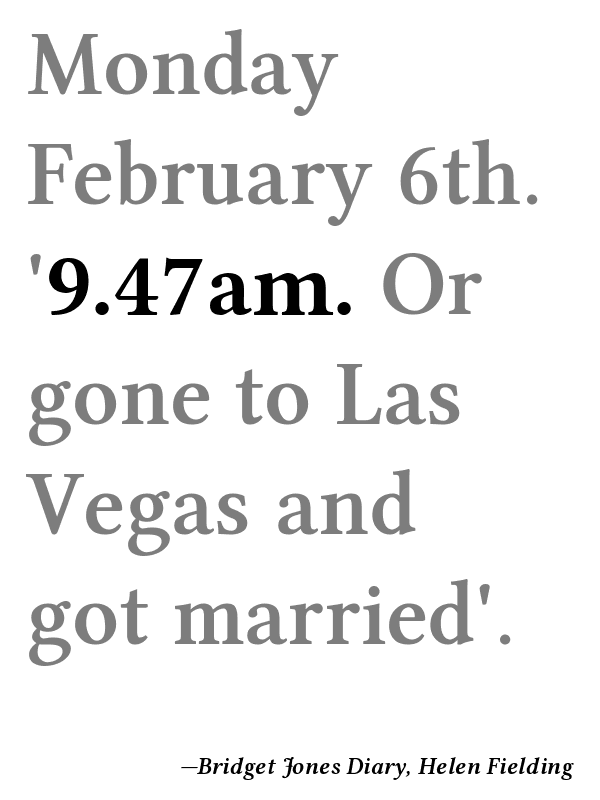 Monday
February 6th.
'9.47am. Or
gone to Las
Vegas and
got married'.
—Bridget Jones Diary, Helen Fielding